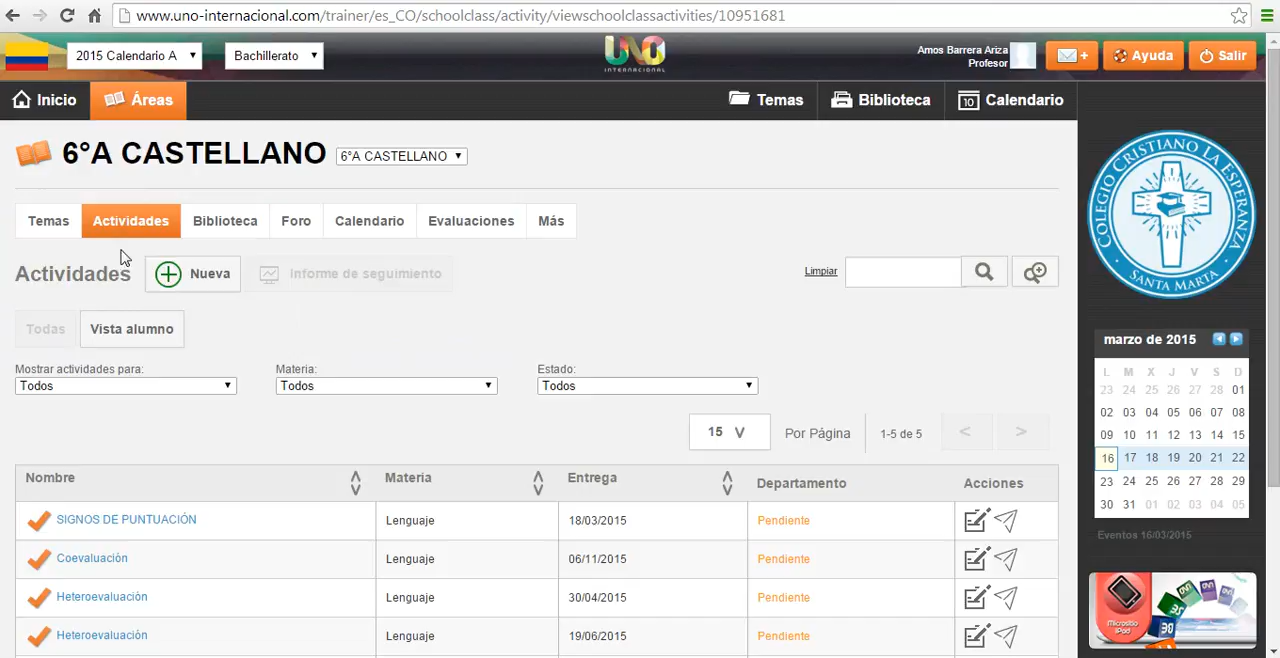 www.uno-internacional.com/trainer/es_CO/schoolclass/activity/viewschoolclassactivities/10951681
2015 Calendario A
Bachillerato
UNO
INTERNACIONAL
Amos Barrera Ariza
Profesor
+
Ayuda
Salir
Inicio
Áreas
Temas
Biblioteca
10
Calendario
6°A CASTELLANO
6°A CASTELLANO
Temas
Actividades
Biblioteca
Foro
Calendario
Evaluaciones
Más
Actividades
Nueva
Informe de seguimiento
Limpiar
Todas
Vista alumno
Mostrar actividades para:
Materia:
Estado:
Todos
Todos
Todos
15
Por Página
1-5 de 5
<
>
Nombre
Materia
Entrega
Departamento
Acciones
SIGNOS DE PUNTUACIÓN
Lenguaje
18/03/2015
Pendiente
Coevaluación
Lenguaje
06/11/2015
Pendiente
Heteroevaluación
Lenguaje
30/04/2015
Pendiente
Heteroevaluación
Lenguaje
19/06/2015
Pendiente
COLEGIO CRISTIANO LA ESPERANZA
SANTA MARTA
marzo de 2015
L M X J V S D
23 24 25 26 27 28 01
02 03 04 05 06 07 08
09 10 11 12 13 14 15
16 17 18 19 20 21 22
23 24 25 26 27 28 29
30 31 01 02 03 04 05
Eventos 16/03/2015
Micrositio
iPod
35
30